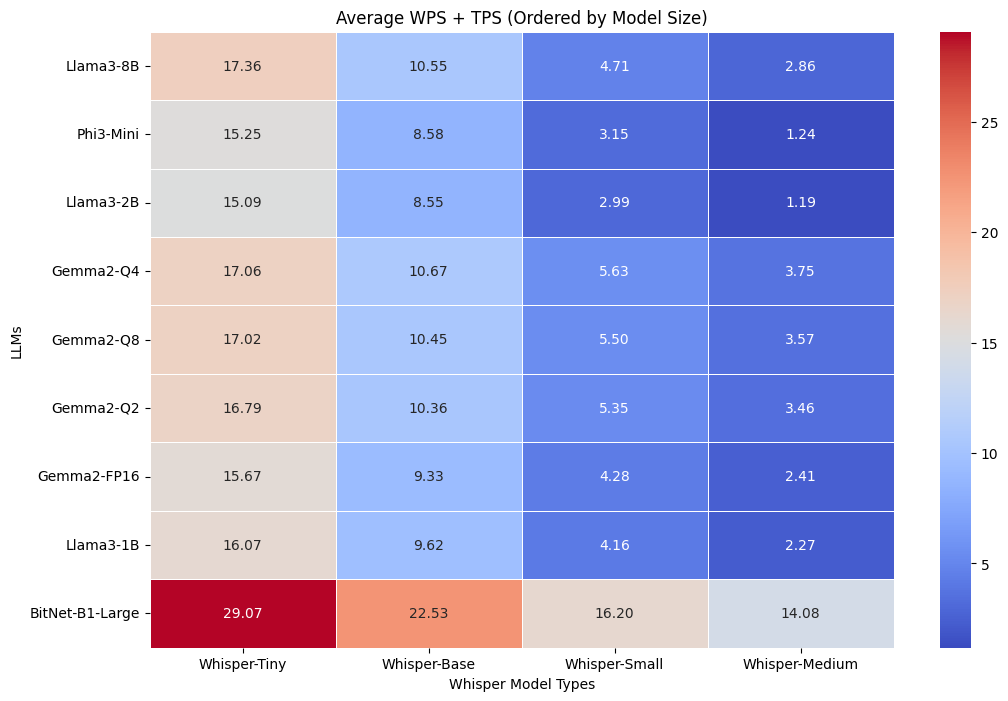 Average WPS + TPS (Ordered by Model Size)
LLMs
Llama3-8B 17.36 10.55 4.71 2.86
Phi3-Mini 15.25 8.58 3.15 1.24
Llama3-2B 15.09 8.55 2.99 1.19
Gemma2-Q4 17.06 10.67 5.63 3.75
Gemma2-Q8 17.02 10.45 5.50 3.57
Gemma2-Q2 16.79 10.36 5.35 3.46
Gemma2-FP16 15.67 9.33 4.28 2.41
Llama3-1B 16.07 9.62 4.16 2.27
BitNet-B1-Large 29.07 22.53 16.20 14.08
Whisper-Tiny Whisper-Base Whisper-Small Whisper-Medium
Whisper Model Types
25
20
15
10
5